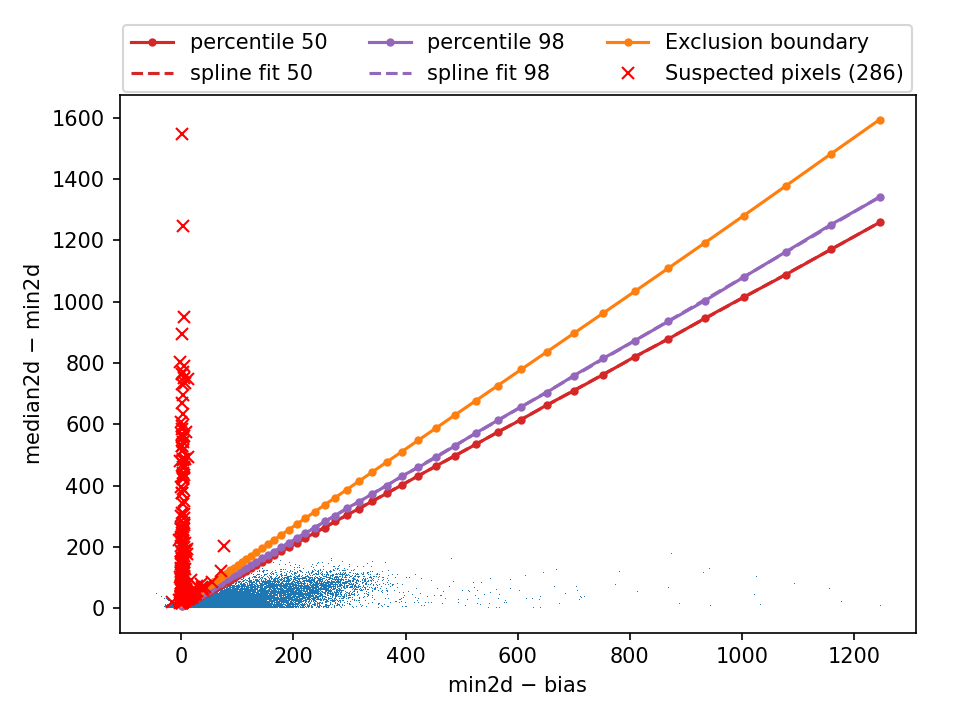 percentile 50 percentile 98 Exclusion boundary
spline fit 50 spline fit 98 Suspected pixels (286)
1600
1400
1200
1000
800
600
400
200
0
median2d − min2d
0 200 400 600 800 1000 1200
min2d − bias